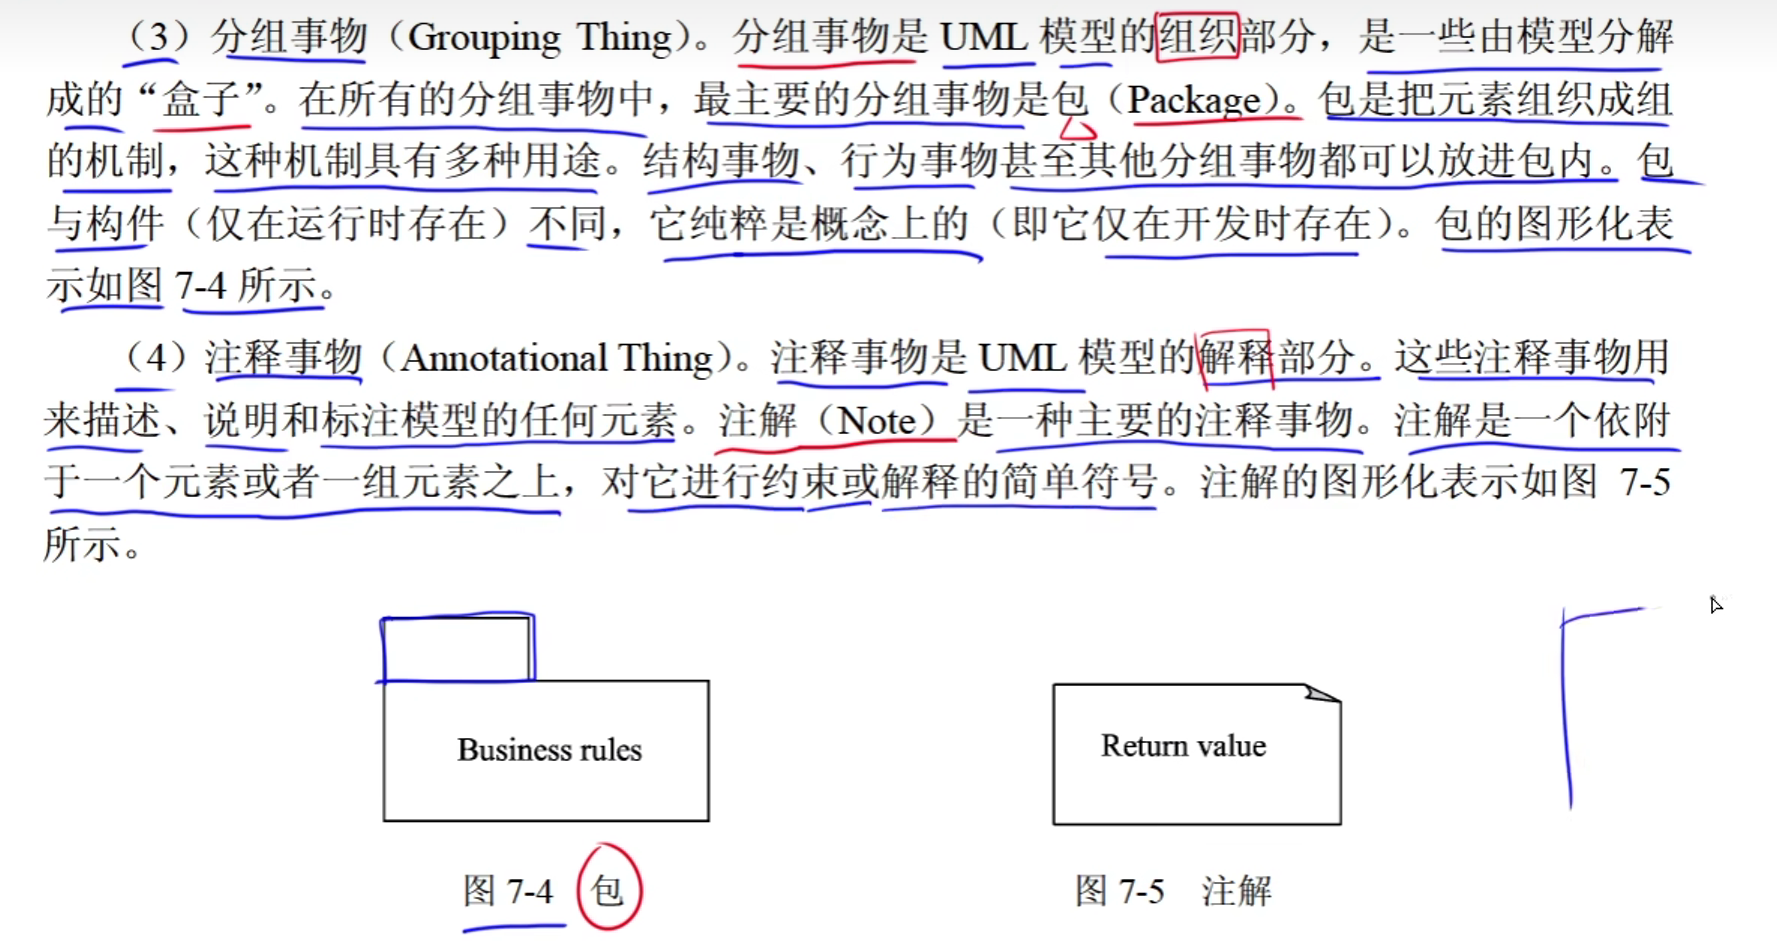 （3）分组事物（Grouping Thing）。分组事物是 UML 模型的组织部分，是一些由模型分解
成的“盒子”。在所有的分组事物中，最主要的分组事物是包（Package）。包是把元素组织成组
的机制，这种机制具有多种用途。结构事物、行为事物甚至其他分组事物都可以放进包内。包
与构件（仅在运行时存在）不同，它纯粹是概念上的（即它仅在开发时存在）。包的图形化表
示如图 7-4 所示。
（4）注释事物（Annotational Thing）。注释事物是 UML 模型的解释部分。这些注释事物用
来描述、说明和标注模型的任何元素。注解（Note）是一种主要的注释事物。注解是一个依附
于一个元素或者一组元素之上，对它进行约束或解释的简单符号。注解的图形化表示如图 7-5
所示。
Business rules
Return value
图 7-4 包
图 7-5 注解